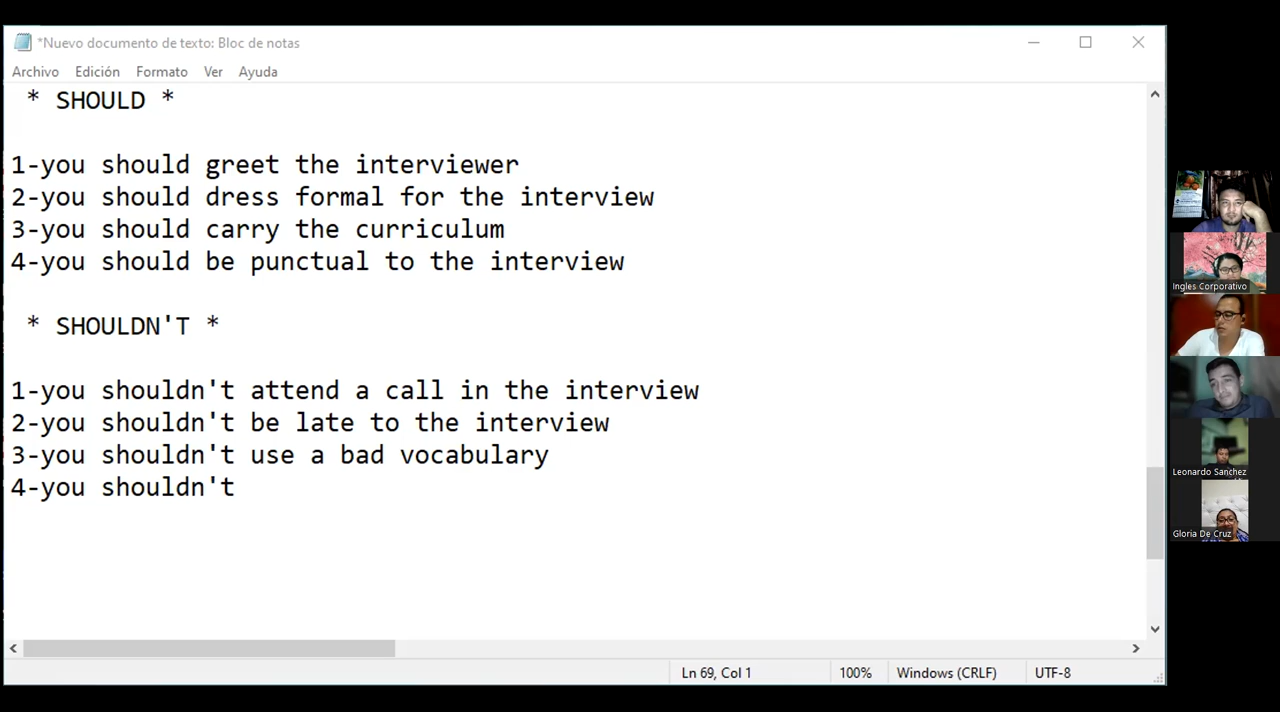 *Nuevo documento de texto: Bloc de notas
Archivo Edición Formato Ver Ayuda
* SHOULD *
1-you should greet the interviewer
2-you should dress formal for the interview
3-you should carry the curriculum
4-you should be punctual to the interview
* SHOULDN'T *
1-you shouldn't attend a call in the interview
2-you shouldn't be late to the interview
3-you shouldn't use a bad vocabulary
4-you shouldn't
Ingles Corporativo
Leonardo Sanchez
Gloria De Cruz
Ln 69, Col 1 100% Windows (CRLF) UTF-8